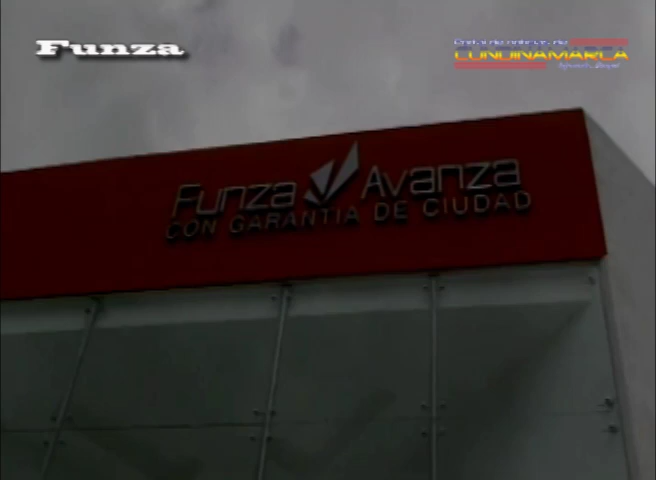 Funza
CUNDINAMARCA
Funza Avanza
CON GARANTIA DE CIUDAD